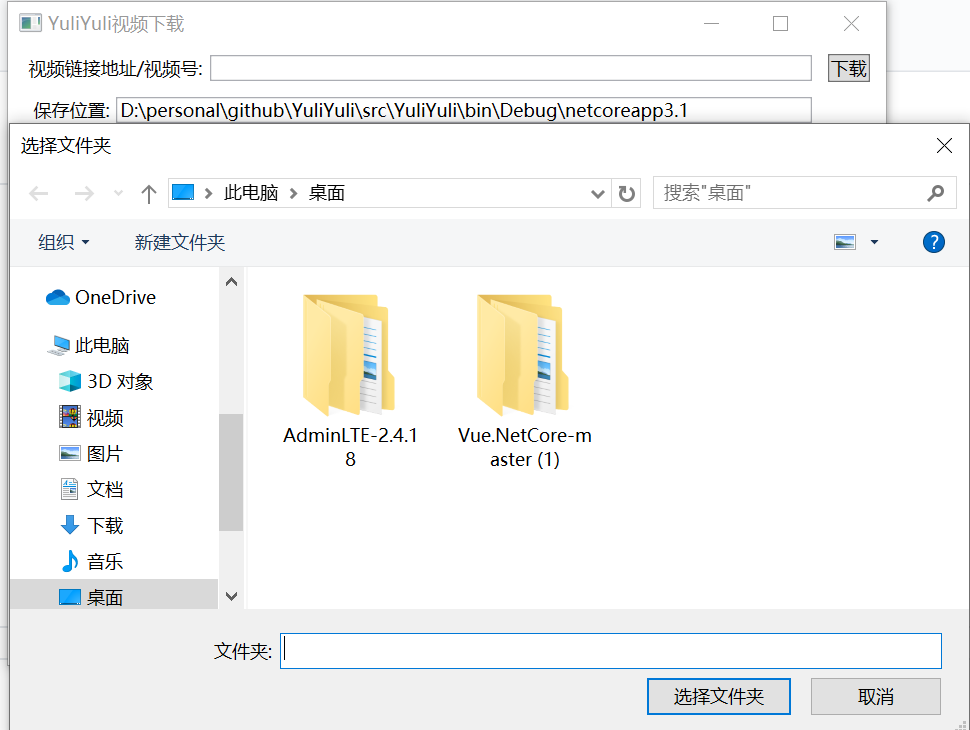 YuliYuli视频下载
视频链接地址/视频号:
下载
保存位置: D:\personal\github\YuliYuli\src\YuliYuli\bin\Debug\netcoreapp3.1
选择文件夹
此电脑 桌面
搜索"桌面"
组织 新建文件夹
?
OneDrive
此电脑
3D 对象
视频
图片
文档
下载
音乐
桌面
AdminLTE-2.4.1
8
Vue.NetCore-m
aster (1)
文件夹:
选择文件夹 取消